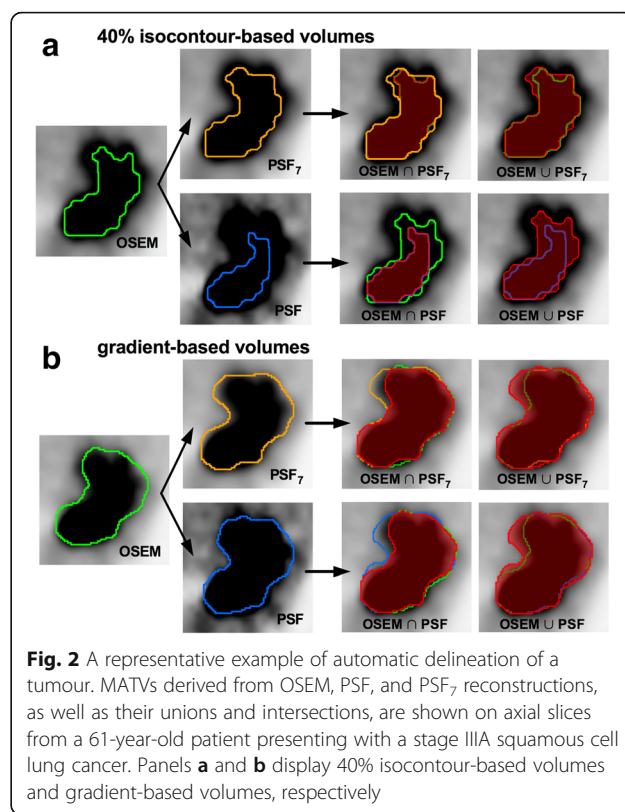 a
40% isocontour-based volumes
OSEM
PSF₇
OSEM ∩ PSF₇
OSEM ∪ PSF₇
PSF
OSEM ∩ PSF
OSEM ∪ PSF
b
gradient-based volumes
OSEM
PSF₇
OSEM ∩ PSF₇
OSEM ∪ PSF₇
PSF
OSEM ∩ PSF
OSEM ∪ PSF
Fig. 2 A representative example of automatic delineation of a
tumour. MATVs derived from OSEM, PSF, and PSF₇ reconstructions,
as well as their unions and intersections, are shown on axial slices
from a 61-year-old patient presenting with a stage IIIA squamous cell
lung cancer. Panels a and b display 40% isocontour-based volumes
and gradient-based volumes, respectively